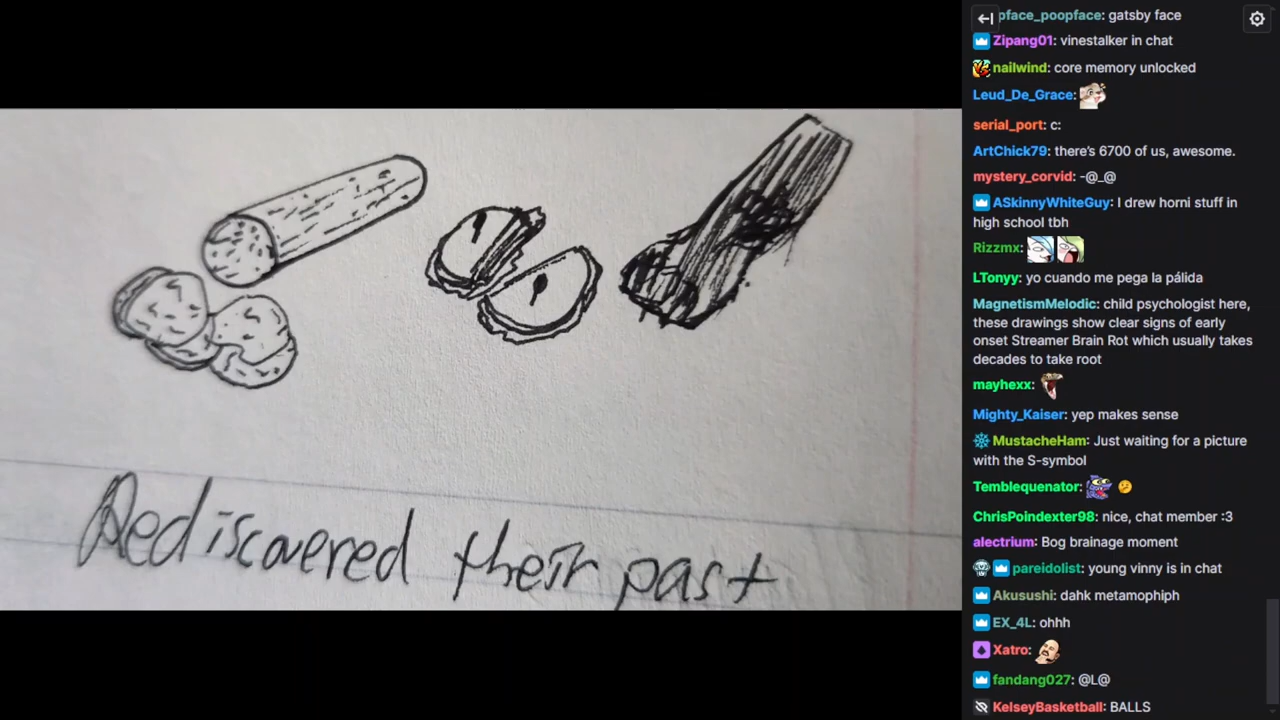 Rediscovered their past
pface_poopface: gatsby face
Zipang01: vinestalker in chat
nailwind: core memory unlocked
Leud_De_Grace:
serial_port: c:
ArtChick79: there's 6700 of us, awesome.
mystery_corvid: -@_@
ASkinnyWhiteGuy: I drew horni stuff in
high school tbh
Rizzmx:
LTonyy: yo cuando me pega la pálida
MagnetismMelodic: child psychologist here,
these drawings show clear signs of early
onset Streamer Brain Rot which usually takes
decades to take root
mayhexx:
Mighty_Kaiser: yep makes sense
MustacheHam: Just waiting for a picture
with the S-symbol
Temblequenator:
ChrisPoindexter98: nice, chat member :3
alectrium: Bog brainage moment
pareidolist: young vinny is in chat
Akusushi: dahk metamophiph
EX_4L: ohhh
Xatro:
fandang027: @L@
KelseyBasketball: BALLS